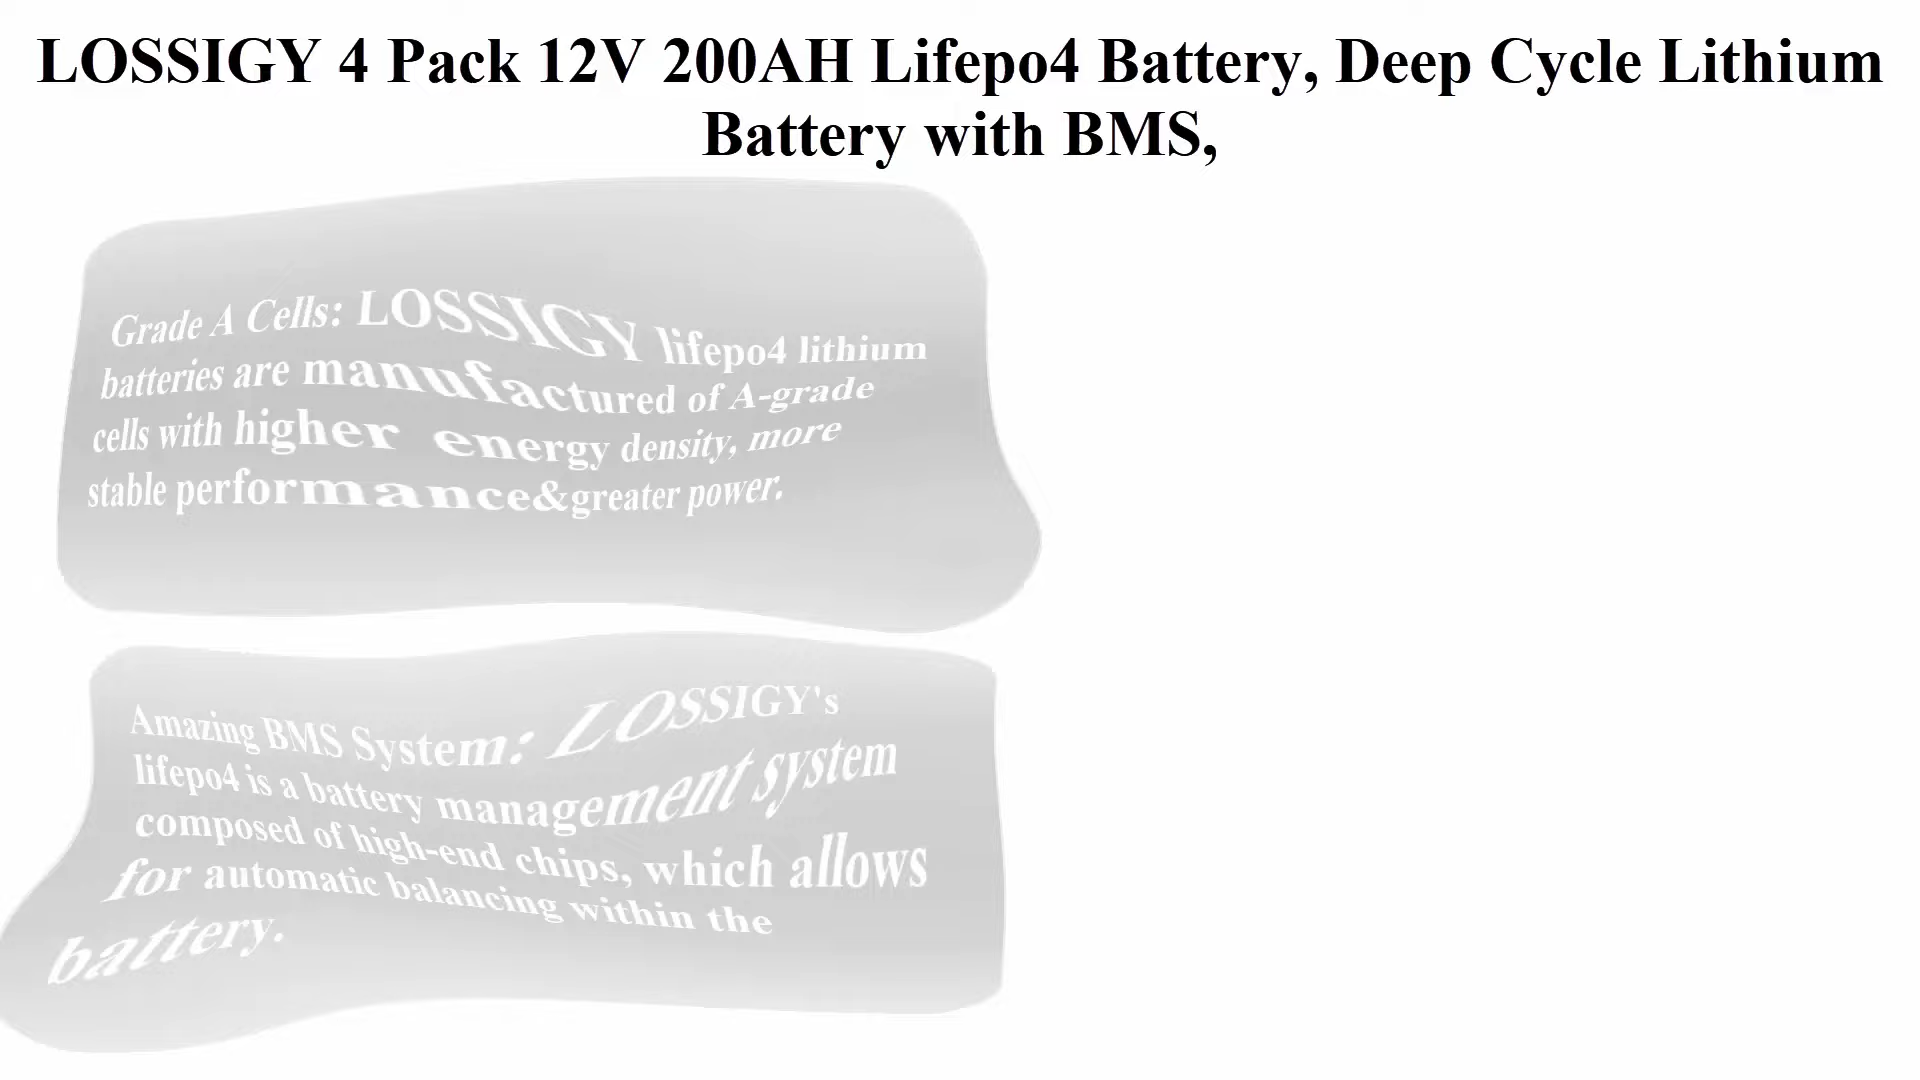 LOSSIGY 4 Pack 12V 200AH Lifepo4 Battery, Deep Cycle Lithium
Battery with BMS,
Grade A Cells: LOSSIGY lifepo4 lithium
batteries are manufactured of A-grade
cells with higher energy density, more
stable performance&greater power.
Amazing BMS System: LOSSIGY's
lifepo4 is a battery management system
composed of high-end chips, which allows
for automatic balancing within the
battery.